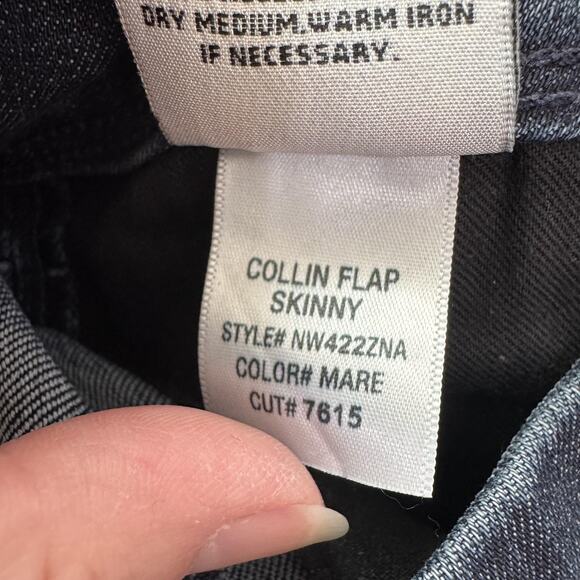 DRY MEDIUM.WARM IRON
IF NECESSARY.
COLLIN FLAP
SKINNY
STYLE# NW422ZNA
COLOR# MARE
CUT# 7615